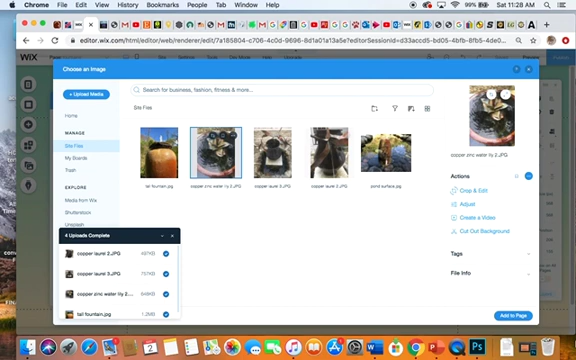 Chrome File Edit View History Bookmarks People Tab Window Help 99% Sat 11:28 AM
editor.wix.com/html/editor/web/renderer/edit/7a185804-c706-4c0d-9696-8d1a01a13a5e?editorSessionId=d33accd5-bd05-4bfb-8fb5-4de0...
WiX
Choose an Image
+ Upload Media
Search for business, fashion, fitness & more...
Home
Site Files
MANAGE
Site Files
My Boards
Trash
EXPLORE
Media from Wix
Shutterstock
Unsplash
tall fountain.jpg
copper zinc water lily 2.JPG
copper laurel 3.JPG
copper laurel 2.JPG
pond surface.jpg
copper zinc water lily 2.JPG
Actions
Crop & Edit
Adjust
Create a Video
Cut Out Background
Tags
File Info
4 Uploads Complete
copper laurel 2.JPG
copper laurel 3.JPG
copper zinc water lily 2....
tall fountain.jpg 1.2MB
Add to Page